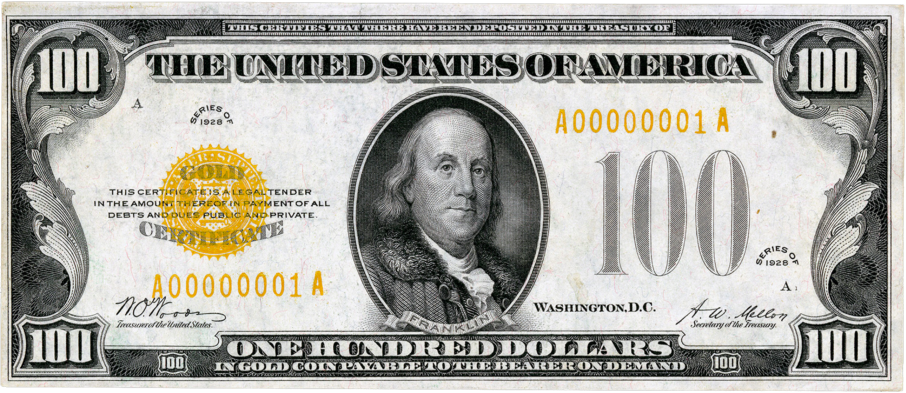 THIS CERTIFIES THAT THERE HAVE BEEN DEPOSITED IN THE TREASURY OF
100
100
THE UNITED STATES OF AMERICA
A
SERIES OF
1928
A00000001A
100
GOLD
THIS CERTIFICATE IS A LEGAL TENDER
IN THE AMOUNT THEREOF IN PAYMENT OF ALL
DEBTS AND DUES PUBLIC AND PRIVATE.
CERTIFICATE
SERIES OF
1928
A00000001A
A1
WASHINGTON, D.C.
W.O. Woods
Treasurer of the United States.
A. W. Mellon
Secretary of the Treasury.
FRANKLIN
100
100
ONE HUNDRED DOLLARS
100
100
IN GOLD COIN PAYABLE TO THE BEARER ON DEMAND